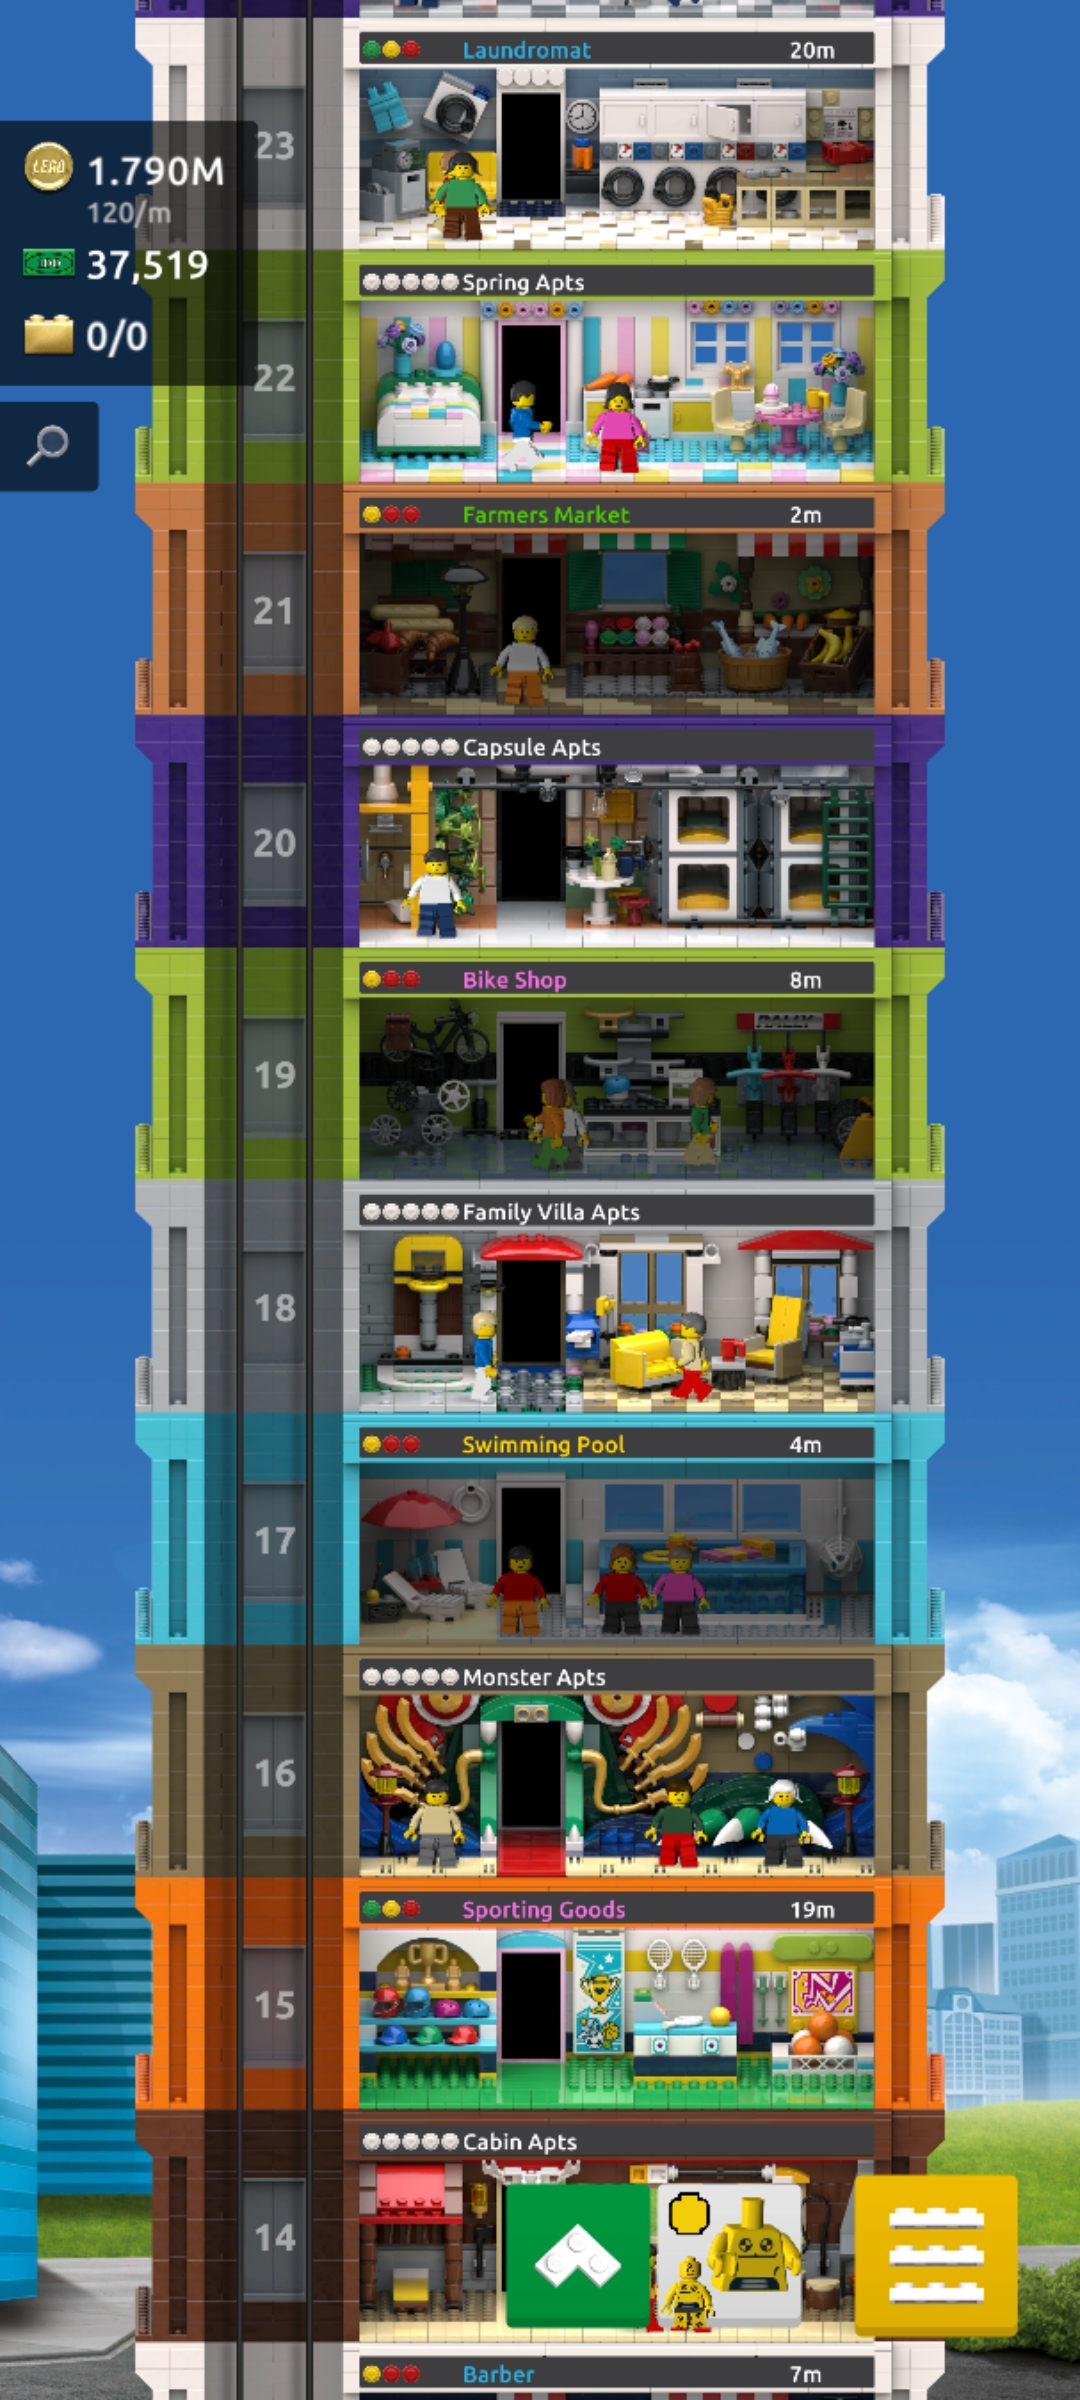 Laundromat 20m
23
LEGO 1.790M
120/m
37,519
0/0
Spring Apts
22
Farmers Market 2m
21
Capsule Apts
20
Bike Shop 8m
RALLY
19
Family Villa Apts
18
Swimming Pool 4m
17
Monster Apts
16
Sporting Goods 19m
N
15
Cabin Apts
14
Barber 7m